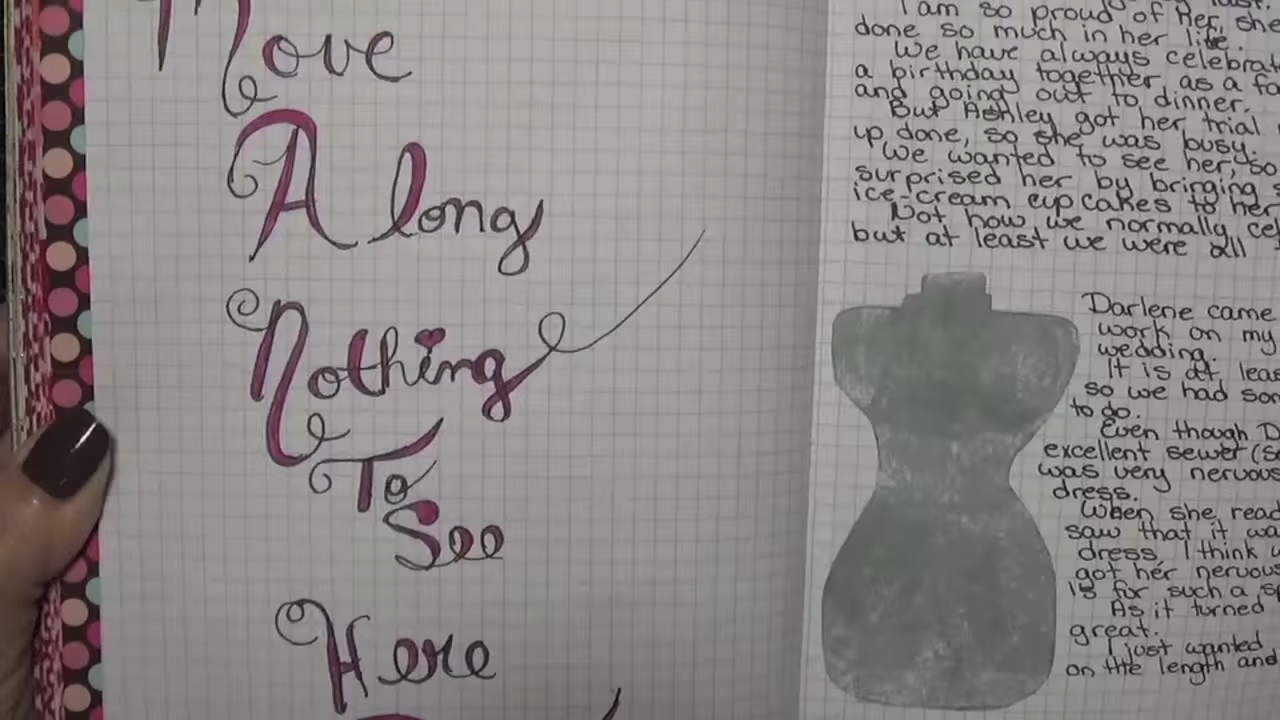 Move
Along
Nothing
To
See
Here
last.
I am so proud of Her, she
done so much in her life.
We have always celebrat
a birthday together as a fa
and going out to dinner.
But Ashley got her trial
up done, so she was busy.
We wanted to see her, so
surprised her by bringing s
ice-cream cupcakes to her
Not how we normally cel
but at least we were all
Darlene came
work on my
wedding.
It is at leas
so we had som
to do.
Even though D
excellent sewer (S
was very nervous
dress.
When she read
saw that it wa
dress, I think
got her nervous
is for such a sp
As it turned
great.
I just wanted
on the length and